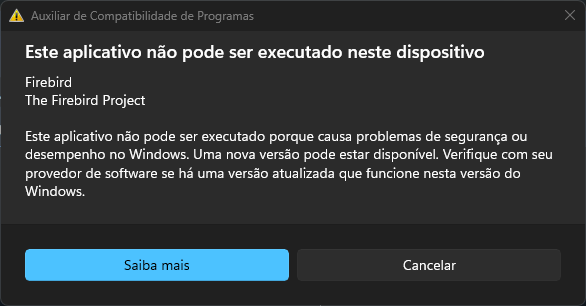 Auxiliar de Compatibilidade de Programas
Este aplicativo não pode ser executado neste dispositivo
Firebird
The Firebird Project
Este aplicativo não pode ser executado porque causa problemas de segurança ou
desempenho no Windows. Uma nova versão pode estar disponível. Verifique com seu
provedor de software se há uma versão atualizada que funcione nesta versão do
Windows.
Saiba mais
Cancelar